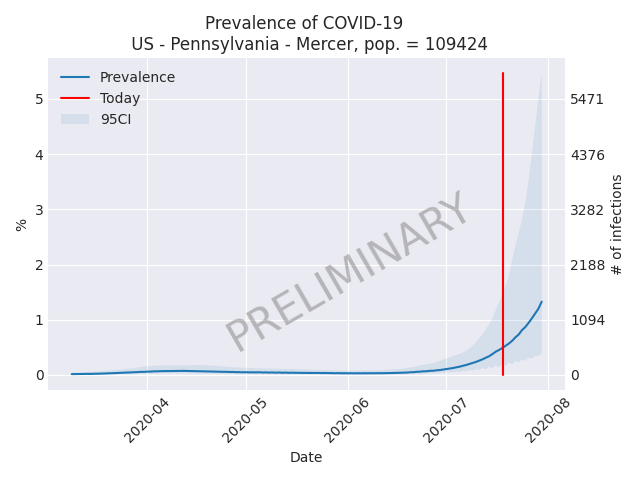 Prevalence of COVID-19
US - Pennsylvania - Mercer, pop. = 109424
Prevalence
Today
95CI
5
4
3
2
1
0
%
5471
4376
3282
2188
1094
0
# of infections
PRELIMINARY
2020-04
2020-05
2020-06
2020-07
2020-08
Date